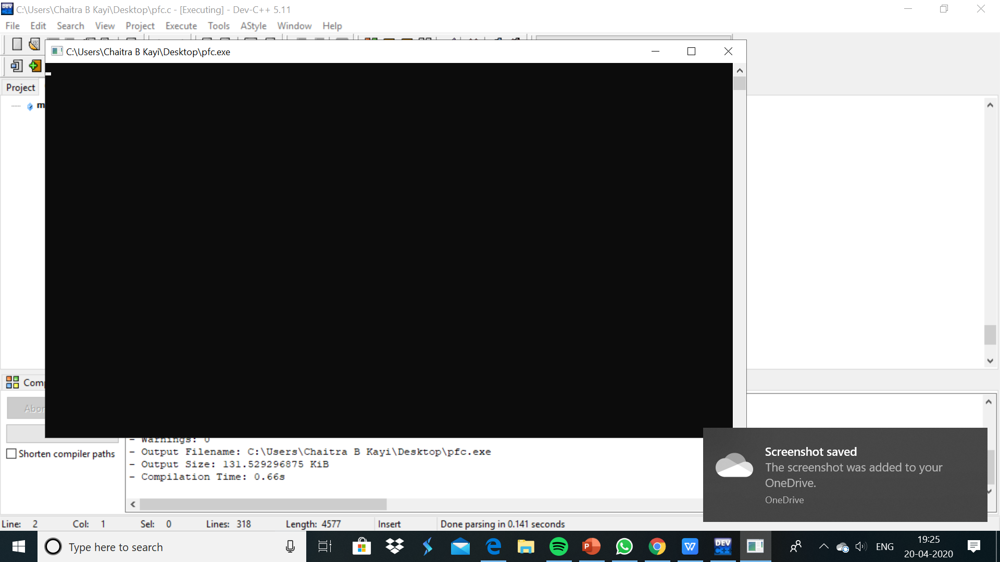 C:\Users\Chaitra B Kayi\Desktop\pfc.c - [Executing] - Dev-C++ 5.11
File Edit Search View Project Execute Tools AStyle Window Help
C:\Users\Chaitra B Kayi\Desktop\pfc.exe
Project
m
Comp
Abor
Shorten compiler paths
- Warnings: 0
- Output Filename: C:\Users\Chaitra B Kayi\Desktop\pfc.exe
- Output Size: 131.529296875 KiB
- Compilation Time: 0.66s
Screenshot saved
The screenshot was added to your
OneDrive.
OneDrive
Line: 2 Col: 1 Sel: 0 Lines: 318 Length: 4577 Insert Done parsing in 0.141 seconds
Type here to search
P
W
DEV
C++
ENG
19:25
20-04-2020